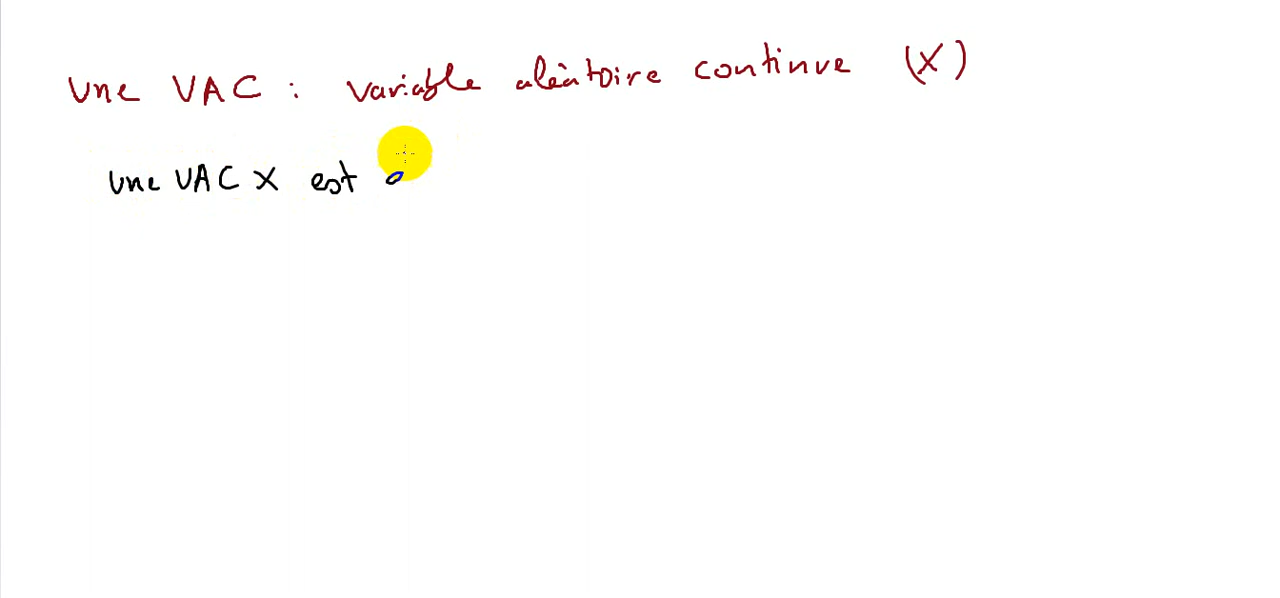 Une VAC : variable aléatoire continue (X)
une VAC X est